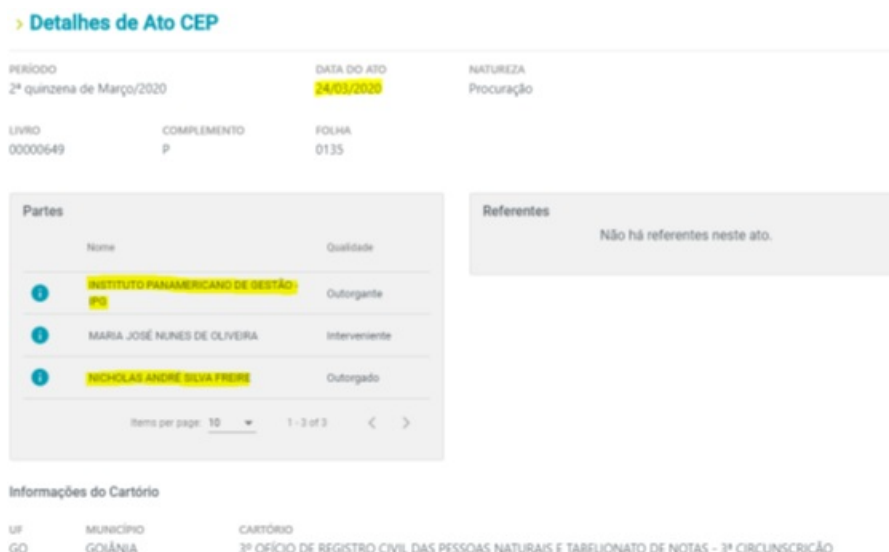 › Detalhes de Ato CEP
PERÍODO DATA DO ATO NATUREZA
2ª quinzena de Março/2020 24/03/2020 Procuração
LIVRO COMPLEMENTO FOLHA
00000649 P 0135
Partes
Nome Qualidade
INSTITUTO PANAMERICANO DE GESTÃO - Outorgante
IPG
MARIA JOSÉ NUNES DE OLIVEIRA Interveniente
NICHOLAS ANDRÉ SILVA FREIRE Outorgado
Items per page: 10 1 - 3 of 3
Referentes
Não há referentes neste ato.
Informações do Cartório
UF MUNICÍPIO CARTÓRIO
GO GOIÂNIA 3º OFÍCIO DE REGISTRO CIVIL DAS PESSOAS NATURAIS E TABELIONATO DE NOTAS - 3ª CIRCUNSCRIÇÃO